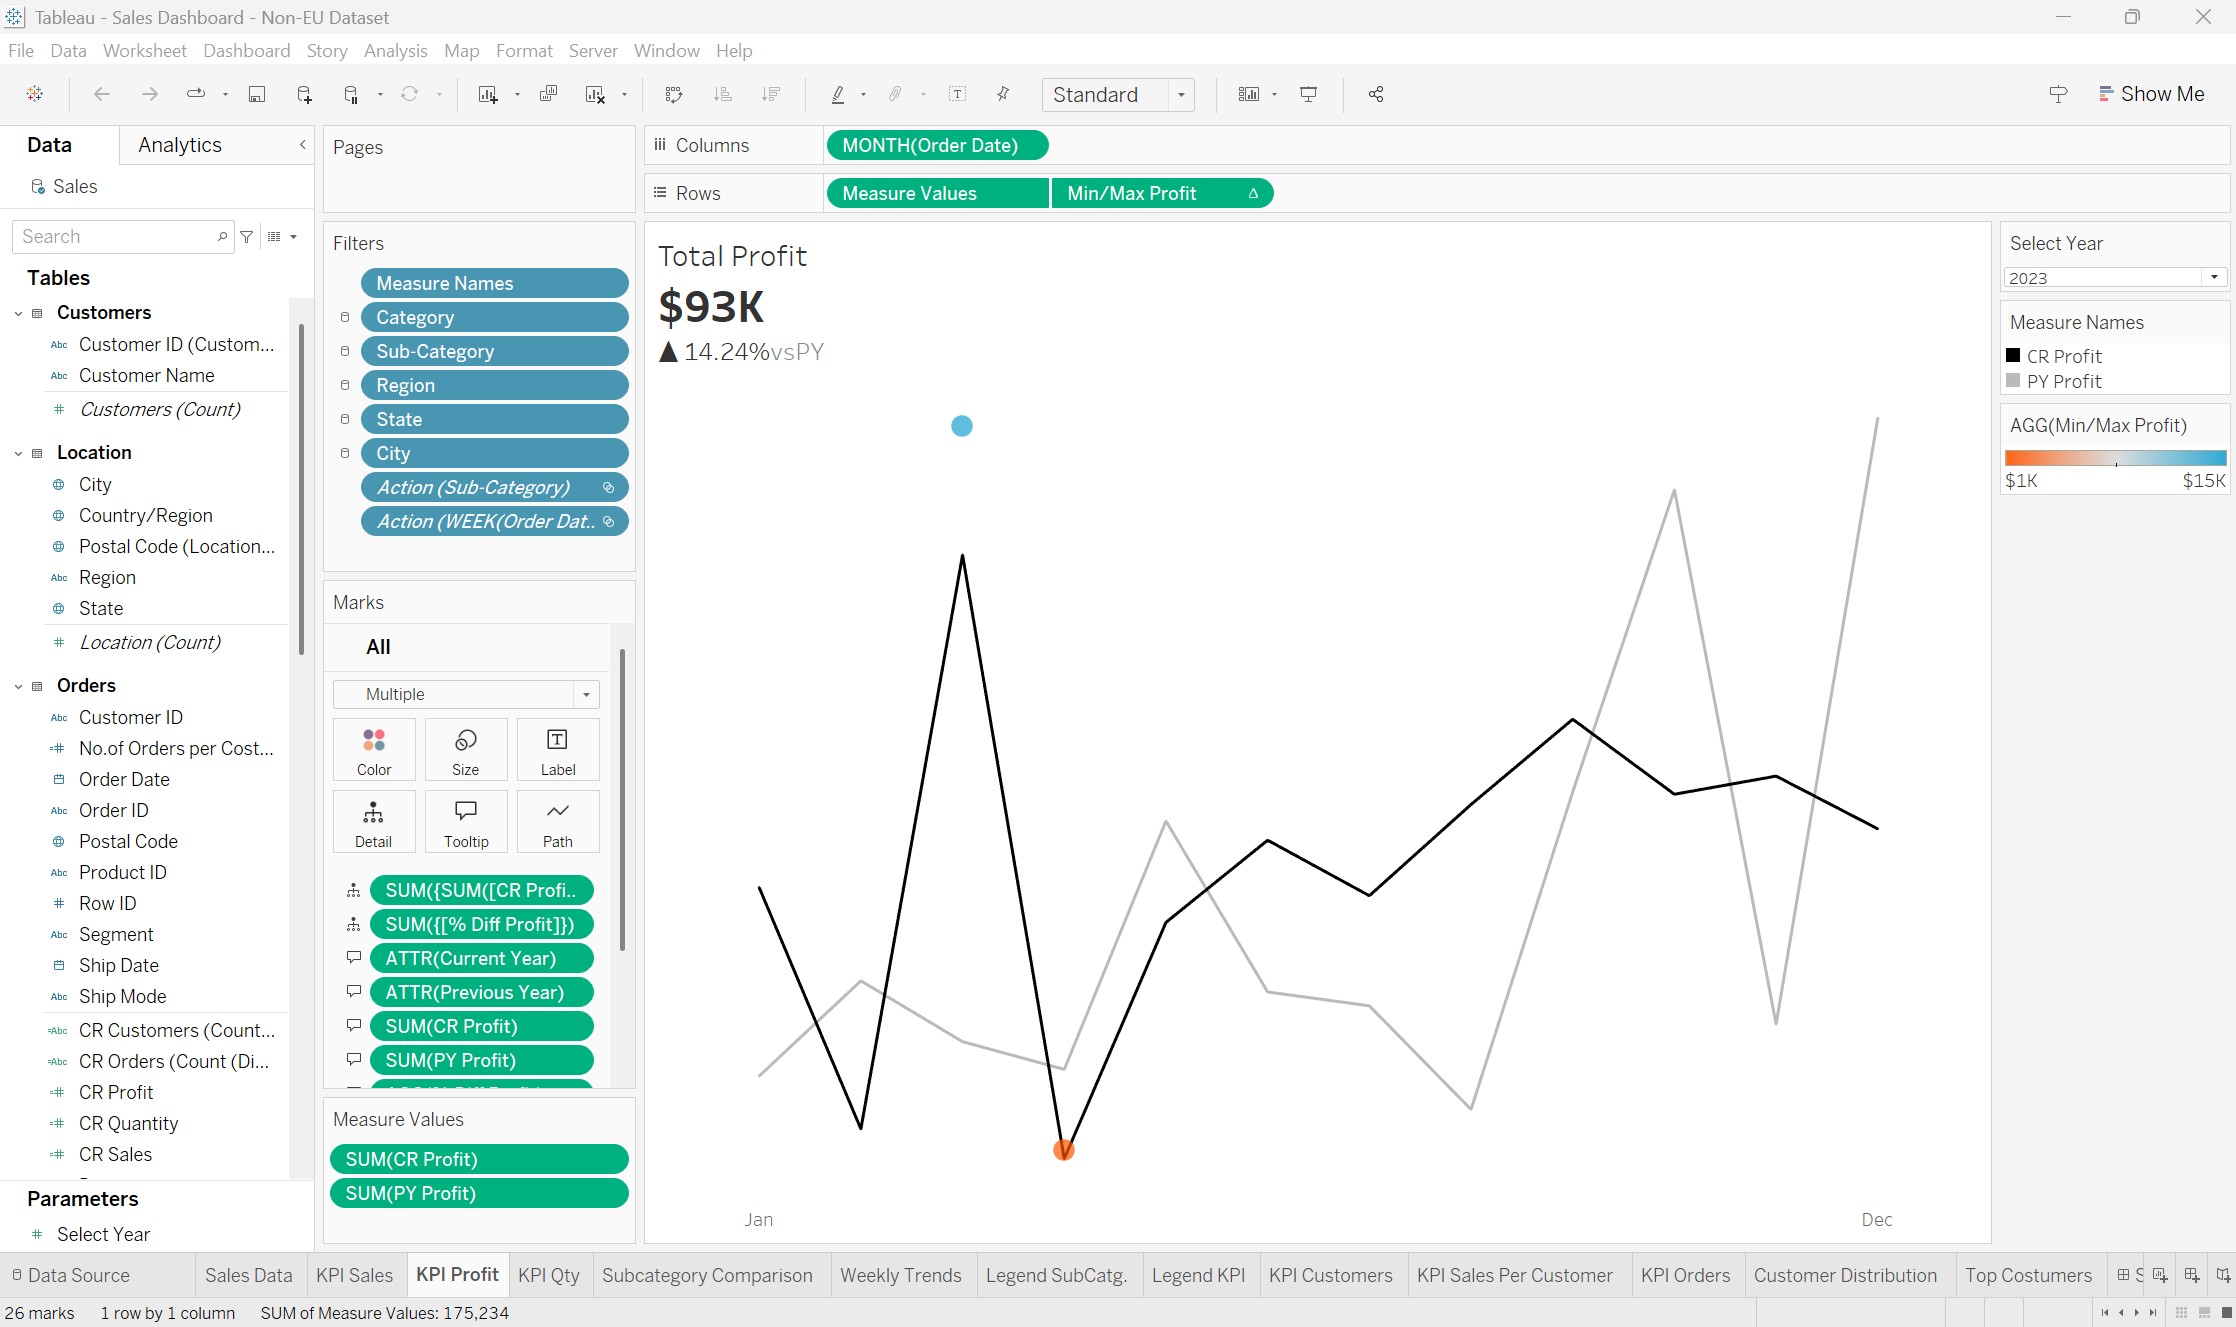 Tableau - Sales Dashboard - Non-EU Dataset
File Data Worksheet Dashboard Story Analysis Map Format Server Window Help
Standard
Show Me
Data Analytics
Sales
Search
Tables
Customers
Abc Customer ID (Custom...
Abc Customer Name
# Customers (Count)
Location
City
Country/Region
Postal Code (Location...
Abc Region
State
# Location (Count)
Orders
Abc Customer ID
=# No.of Orders per Cost...
Order Date
Abc Order ID
Postal Code
Abc Product ID
# Row ID
Abc Segment
Ship Date
Abc Ship Mode
=Abc CR Customers (Count...
=Abc CR Orders (Count (Di...
=# CR Profit
=# CR Quantity
=# CR Sales
Parameters
# Select Year
Pages
Filters
Measure Names
Category
Sub-Category
Region
State
City
Action (Sub-Category)
Action (WEEK(Order Dat..
Marks
All
Multiple
Color Size Label
Detail Tooltip Path
SUM({SUM([CR Profi..
SUM({[% Diff Profit]})
ATTR(Current Year)
ATTR(Previous Year)
SUM(CR Profit)
SUM(PY Profit)
Measure Values
SUM(CR Profit)
SUM(PY Profit)
Columns MONTH(Order Date)
Rows Measure Values Min/Max Profit Δ
Total Profit
$93K
▲ 14.24%vsPY
Jan Dec
Select Year
2023
Measure Names
CR Profit
PY Profit
AGG(Min/Max Profit)
$1K $15K
Data Source Sales Data KPI Sales KPI Profit KPI Qty Subcategory Comparison Weekly Trends Legend SubCatg. Legend KPI KPI Customers KPI Sales Per Customer KPI Orders Customer Distribution Top Costumers
26 marks 1 row by 1 column SUM of Measure Values: 175,234